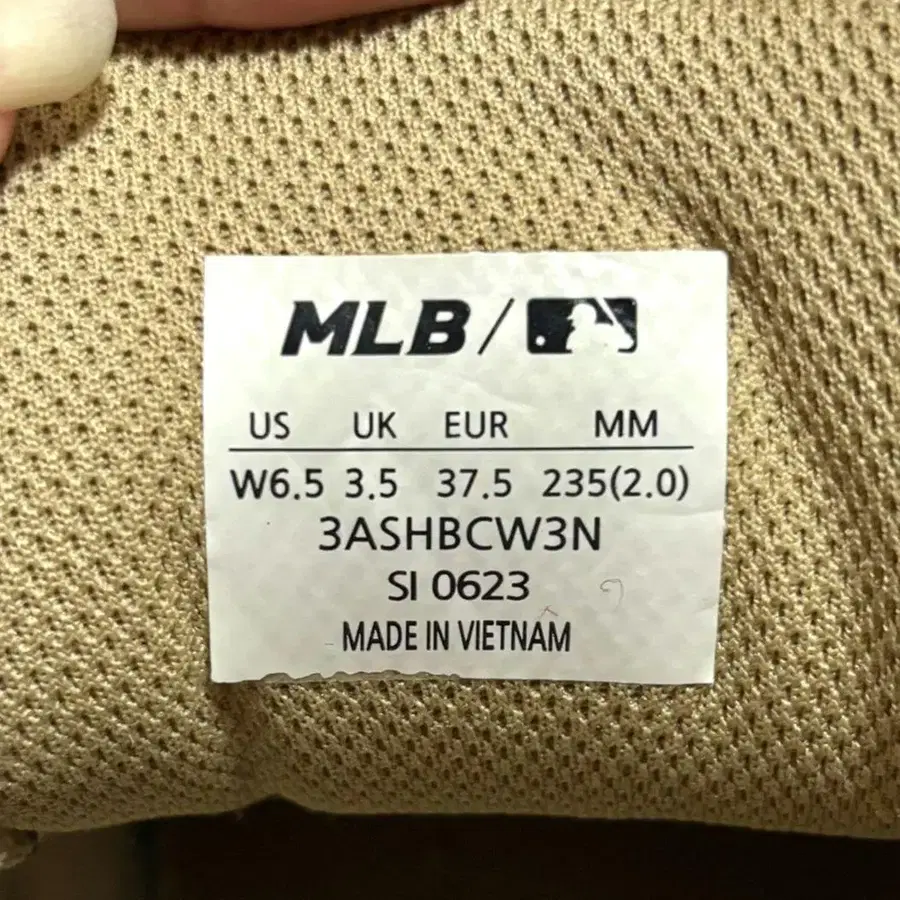 MLB /
US UK EUR MM
W6.5 3.5 37.5 235(2.0)
3ASHBCW3N
SI 0623
MADE IN VIETNAM